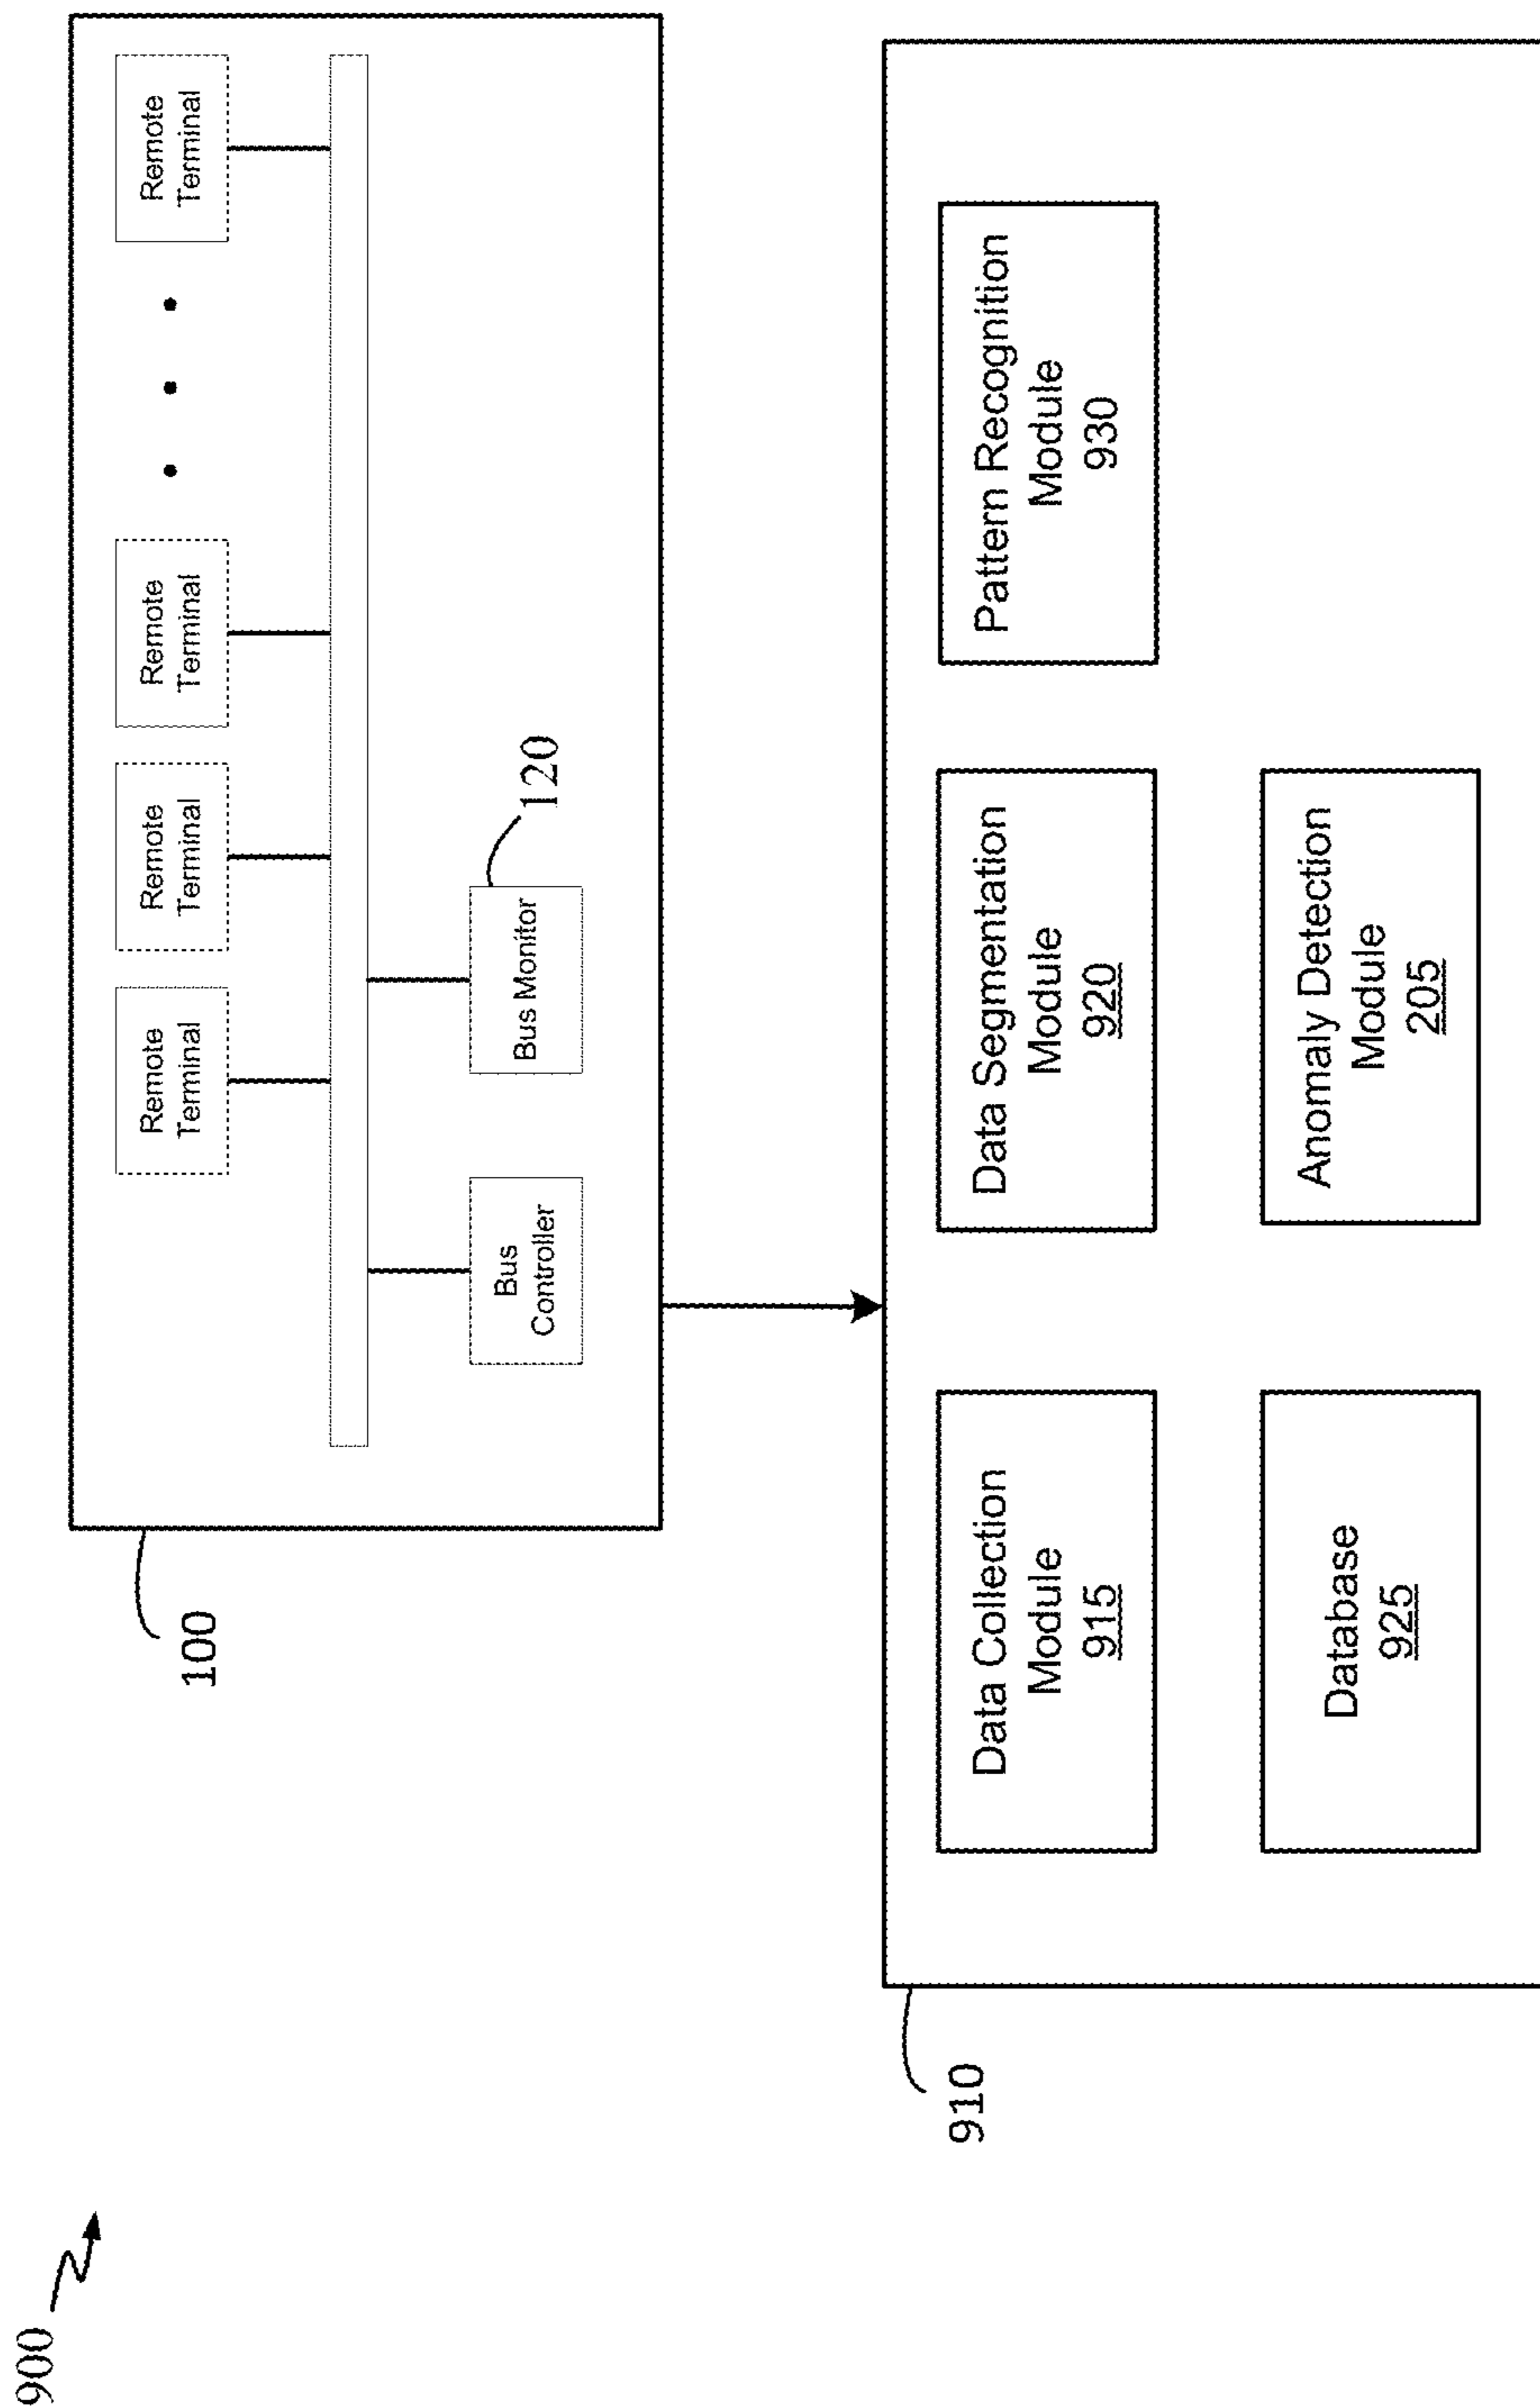 900
100
Remote
Terminal
Remote
Terminal
Remote
Terminal
Remote
Terminal
Bus
Controller
Bus Monitor
120
910
Data Collection
Module
915
Data Segmentation
Module
920
Pattern Recognition
Module
930
Database
925
Anomaly Detection
Module
205